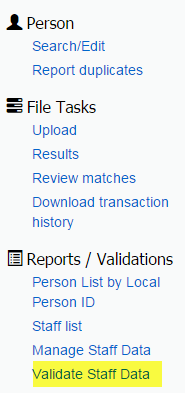 Person
Search/Edit
Report duplicates
File Tasks
Upload
Results
Review matches
Download transaction
history
Reports / Validations
Person List by Local
Person ID
Staff list
Manage Staff Data
Validate Staff Data